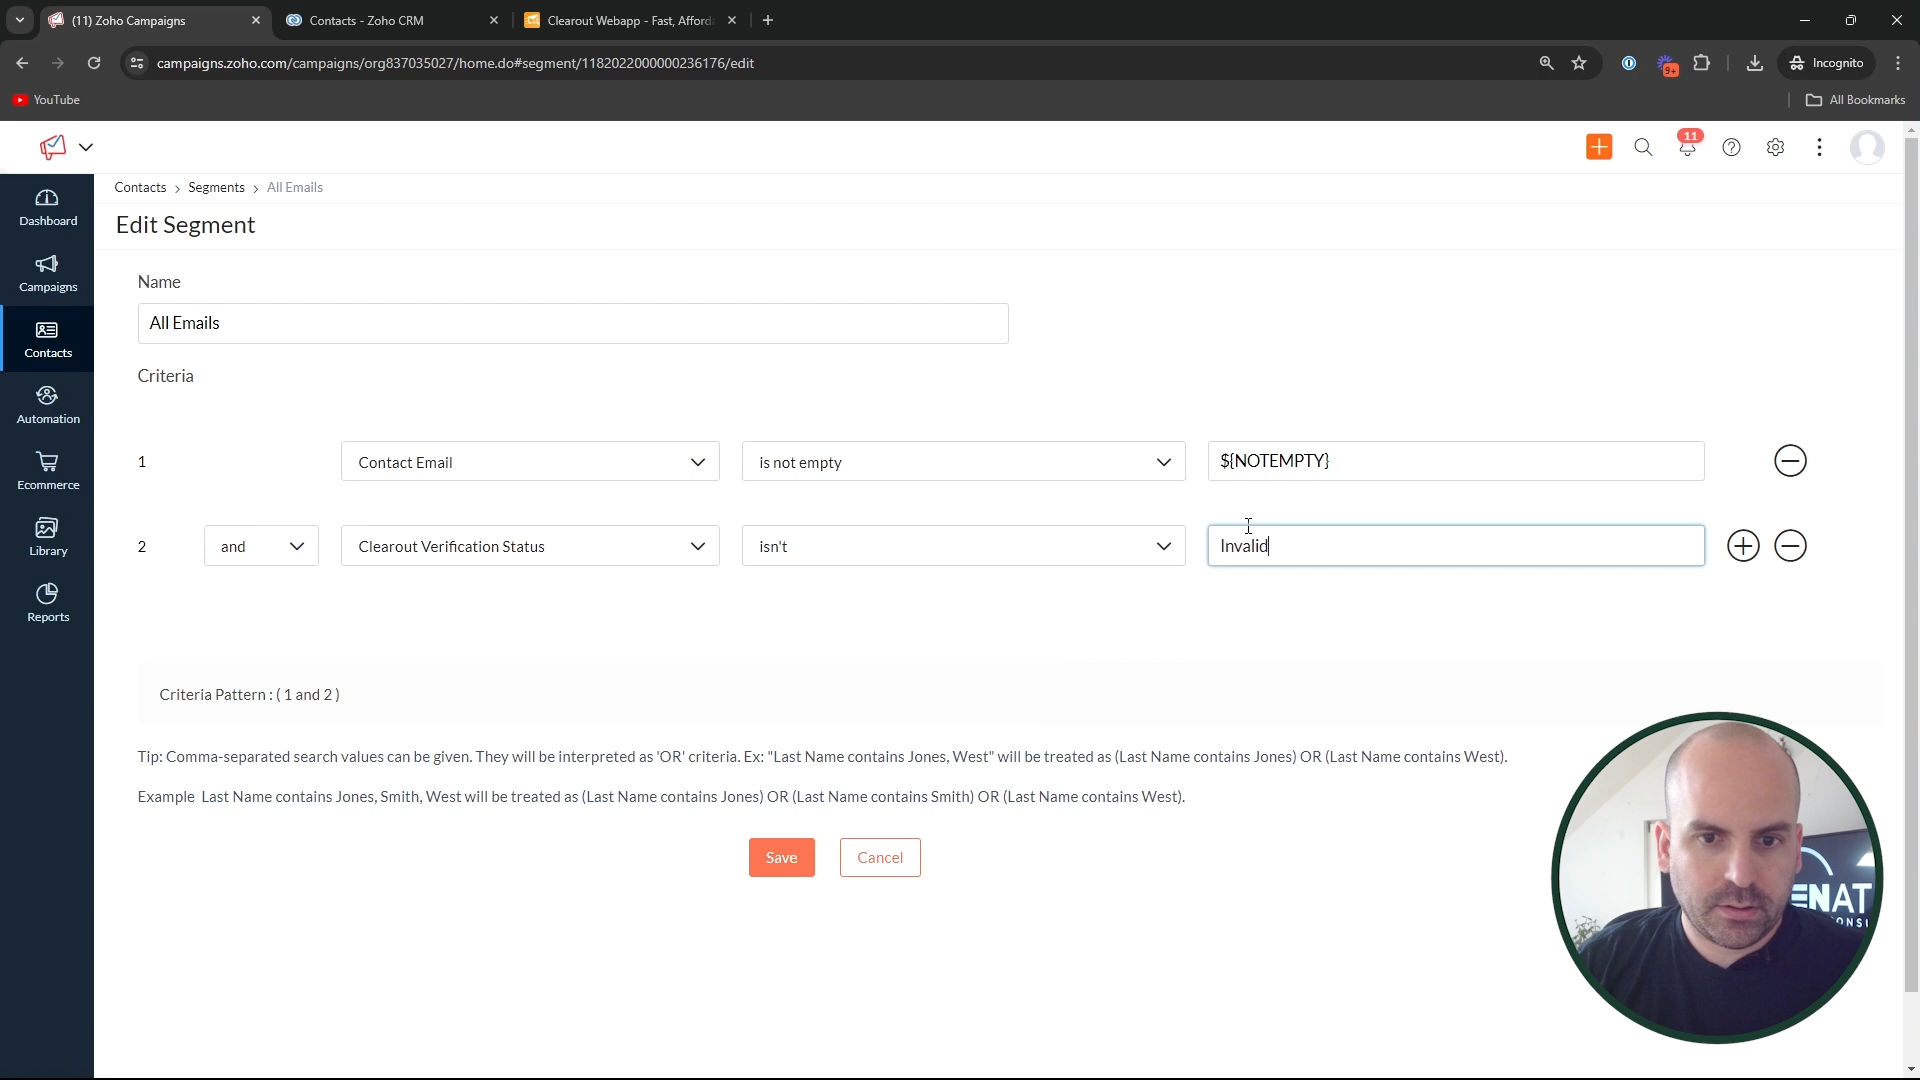 (11) Zoho Campaigns
Contacts - Zoho CRM
Clearout Webapp - Fast, Afford
campaigns.zoho.com/campaigns/org837035027/home.do#segment/1182022000000236176/edit
9+
Incognito
YouTube
All Bookmarks
11
Contacts > Segments > All Emails
Dashboard
Campaigns
Contacts
Automation
Ecommerce
Library
Reports
Edit Segment
Name
All Emails
Criteria
1 Contact Email is not empty ${NOTEMPTY}
2 and Clearout Verification Status isn't Invalid
Criteria Pattern : ( 1 and 2 )
Tip: Comma-separated search values can be given. They will be interpreted as 'OR' criteria. Ex: "Last Name contains Jones, West" will be treated as (Last Name contains Jones) OR (Last Name contains West).
Example Last Name contains Jones, Smith, West will be treated as (Last Name contains Jones) OR (Last Name contains Smith) OR (Last Name contains West).
Save
Cancel
ENAT
ONSU